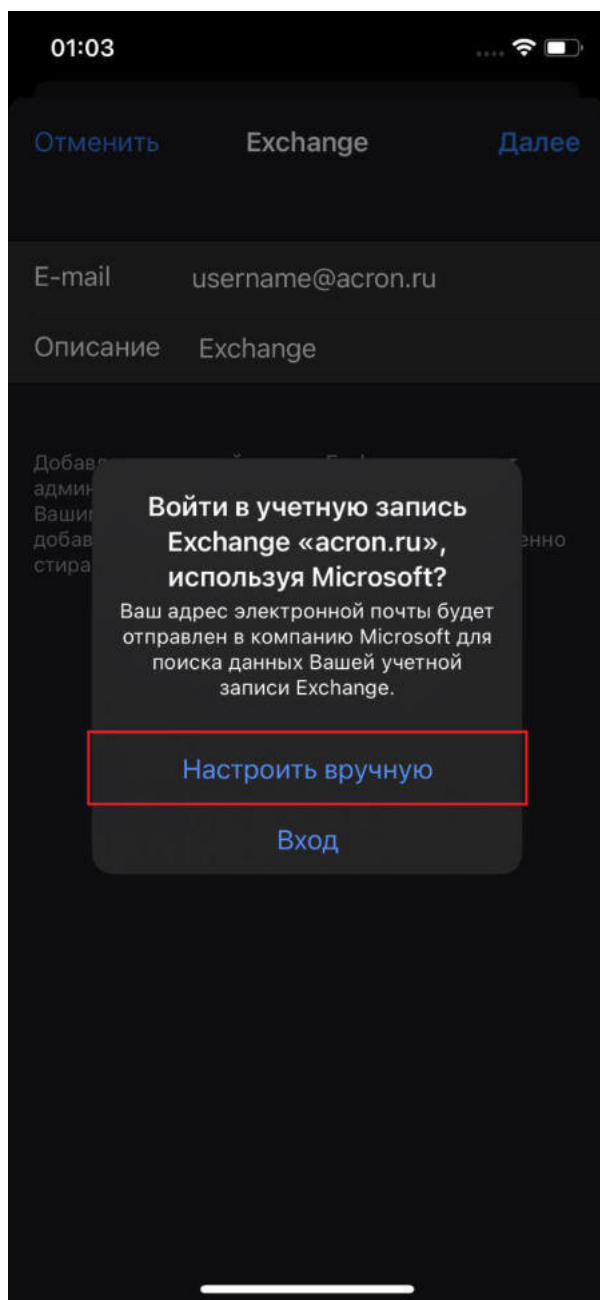 01:03
Отменить Exchange Далее
E-mail username@acron.ru
Описание Exchange
Войти в учетную запись
Exchange «acron.ru»,
используя Microsoft?
Ваш адрес электронной почты будет
отправлен в компанию Microsoft для
поиска данных Вашей учетной
записи Exchange.
Настроить вручную
Вход